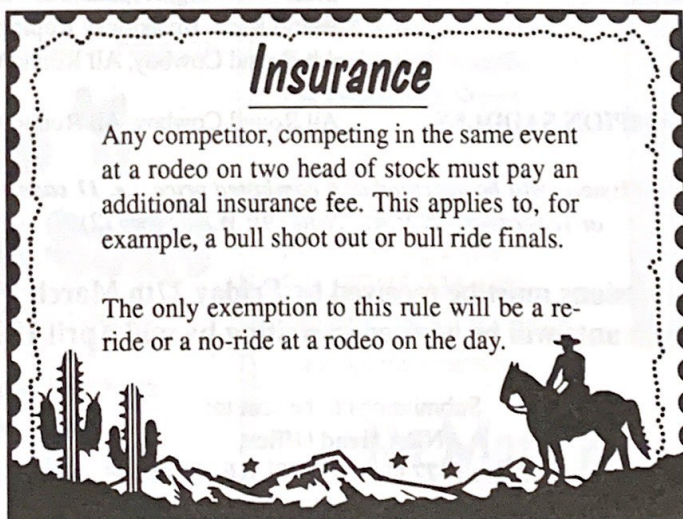 Insurance
Any competitor, competing in the same event
at a rodeo on two head of stock must pay an
additional insurance fee. This applies to, for
example, a bull shoot out or bull ride finals.
The only exemption to this rule will be a re-
ride or a no-ride at a rodeo on the day.